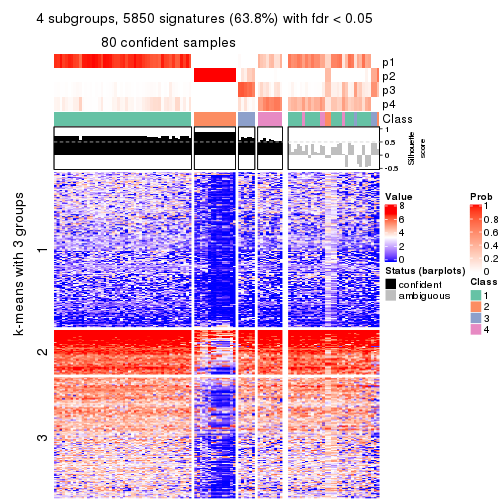 4 subgroups, 5850 signatures (63.8%) with fdr < 0.05
80 confident samples
p1
p2
p3
p4
Class
1
0.5
0
-0.5
Silhouette
score
k-means with 3 groups
1
2
3
Value
8
6
4
2
0
Status (barplots)
confident
ambiguous
Prob
1
0.8
0.6
0.4
0.2
0
Class
1
2
3
4